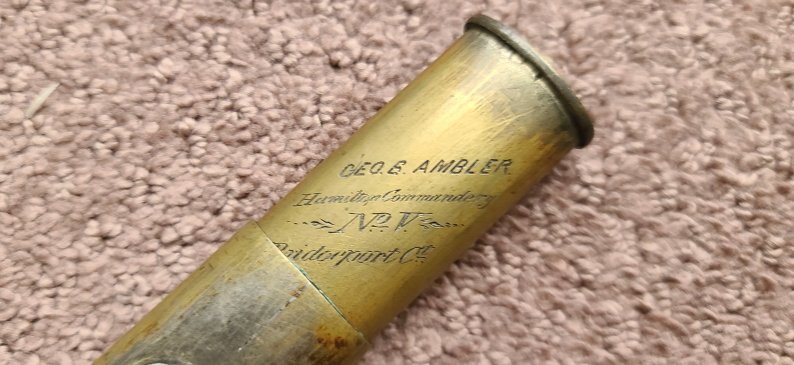 GEO. B. AMBLER.
Hamilton Commandery
No. V.
Bridgeport Ct.